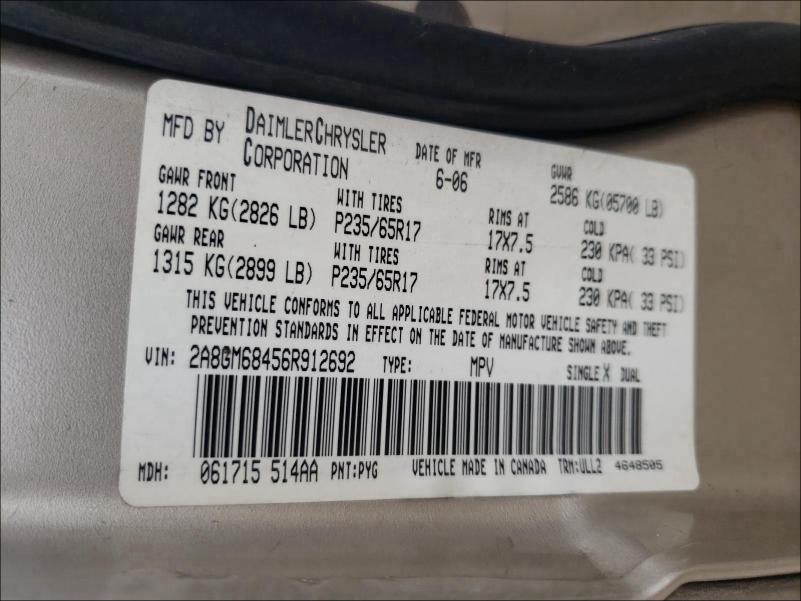 MFD BY DAIMLERCHRYSLER CORPORATION
DATE OF MFR 6-06
GVWR 2586 KG(05700 LB)
GAWR FRONT WITH TIRES RIMS AT COLD
1282 KG(2826 LB) P235/65R17 17X7.5 230 KPA( 33 PSI)
GAWR REAR WITH TIRES RIMS AT COLD
1315 KG(2899 LB) P235/65R17 17X7.5 230 KPA( 33 PSI)
THIS VEHICLE CONFORMS TO ALL APPLICABLE FEDERAL MOTOR VEHICLE SAFETY AND THEFT
PREVENTION STANDARDS IN EFFECT ON THE DATE OF MANUFACTURE SHOWN ABOVE.
VIN: 2A8GM68456R912692 TYPE: MPV SINGLE X DUAL
MDH: 061715 514AA PNT:PYG VEHICLE MADE IN CANADA TRM:ULL2 4648505